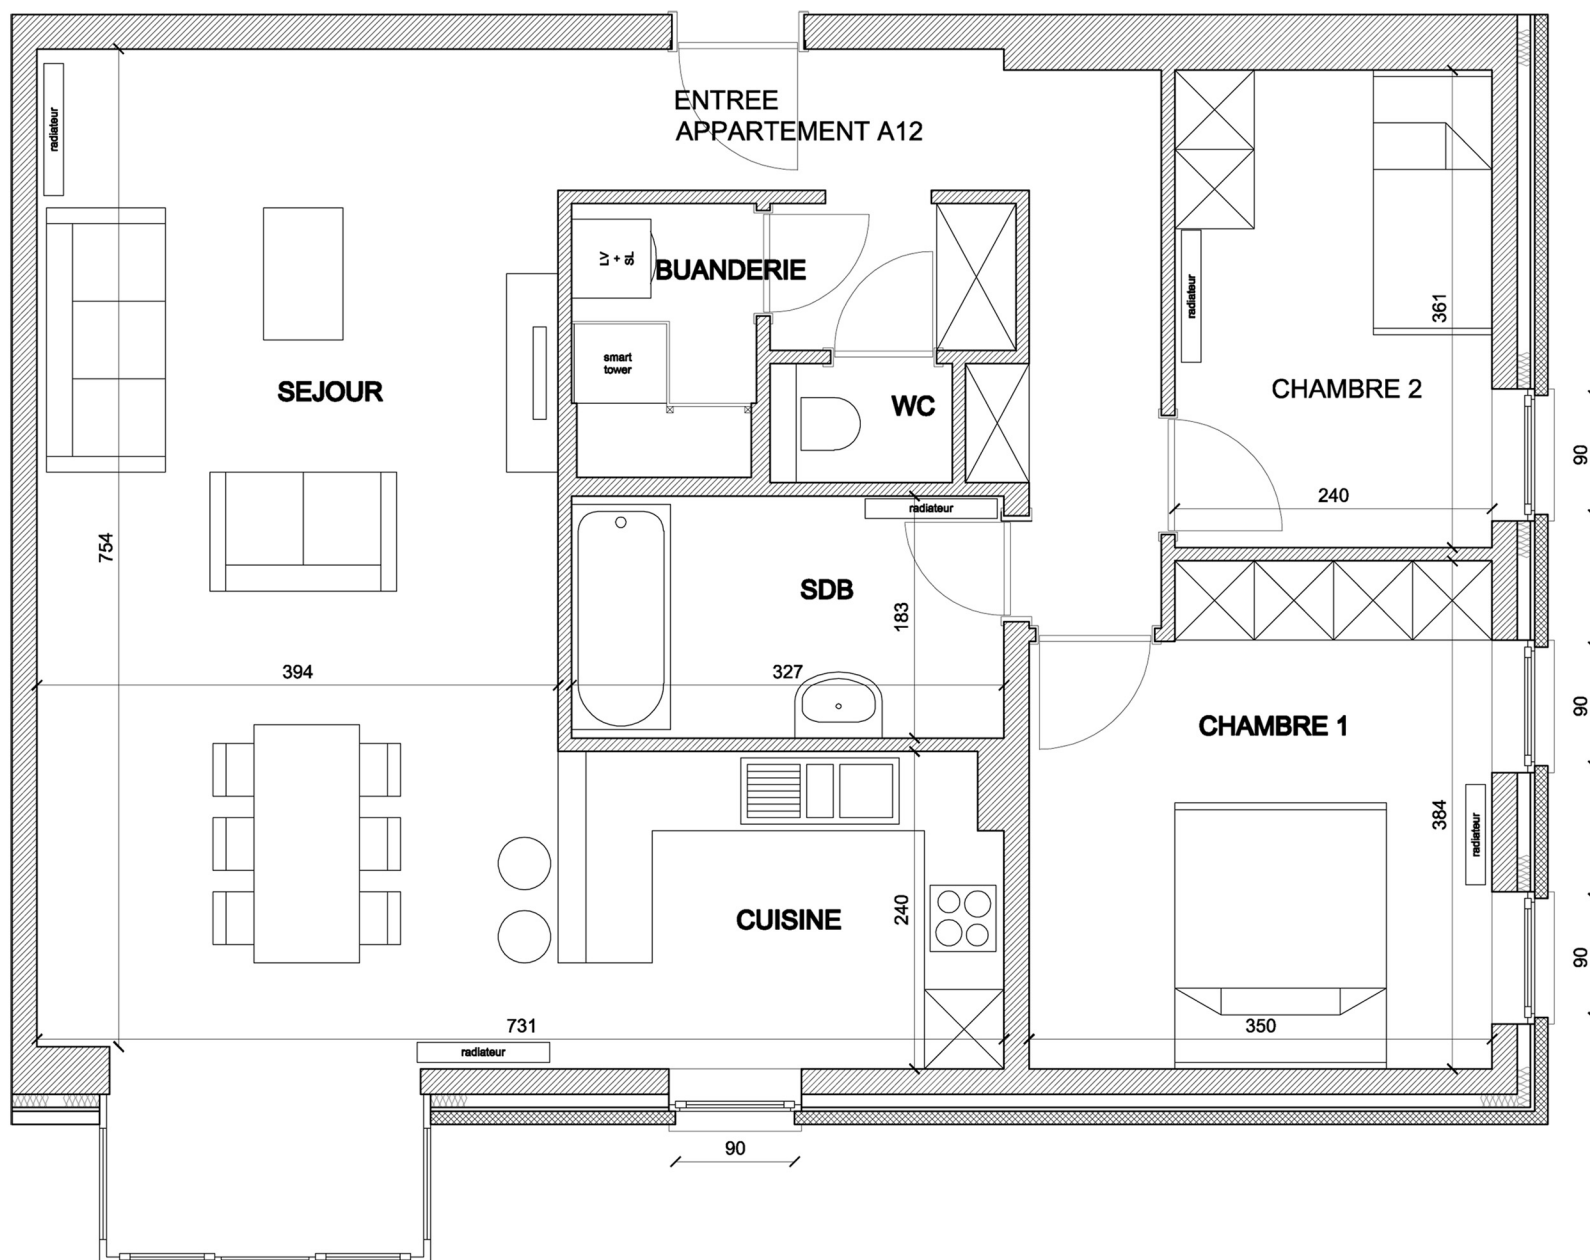 ENTREE
APPARTEMENT A12
radiateur
LV
+
SL
BUANDERIE
radiateur
361
smart
tower
SEJOUR
WC
CHAMBRE 2
90
240
radiateur
754
SDB
183
394
327
90
CHAMBRE 1
384
radiateur
240
CUISINE
90
731
350
radiateur
90